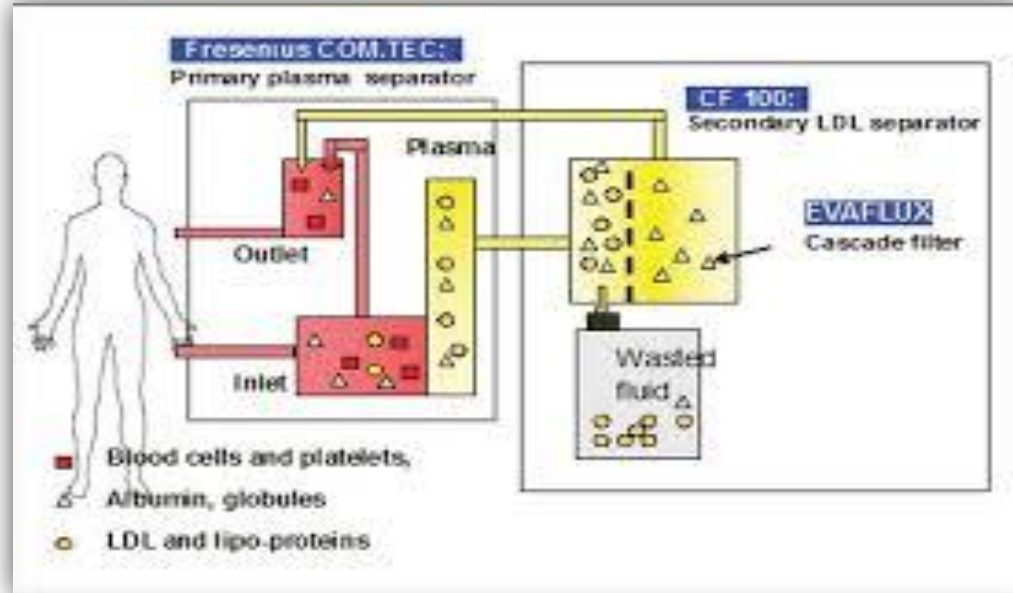 Fresenius COM.TEC:
Primary plasma separator
CF 100:
Secondary LDL separator
Plasma
EVAFLUX
Cascade filter
Outlet
Inlet
Wasted
fluid
Blood cells and platelets,
Albumin, globules
LDL and lipo-proteins